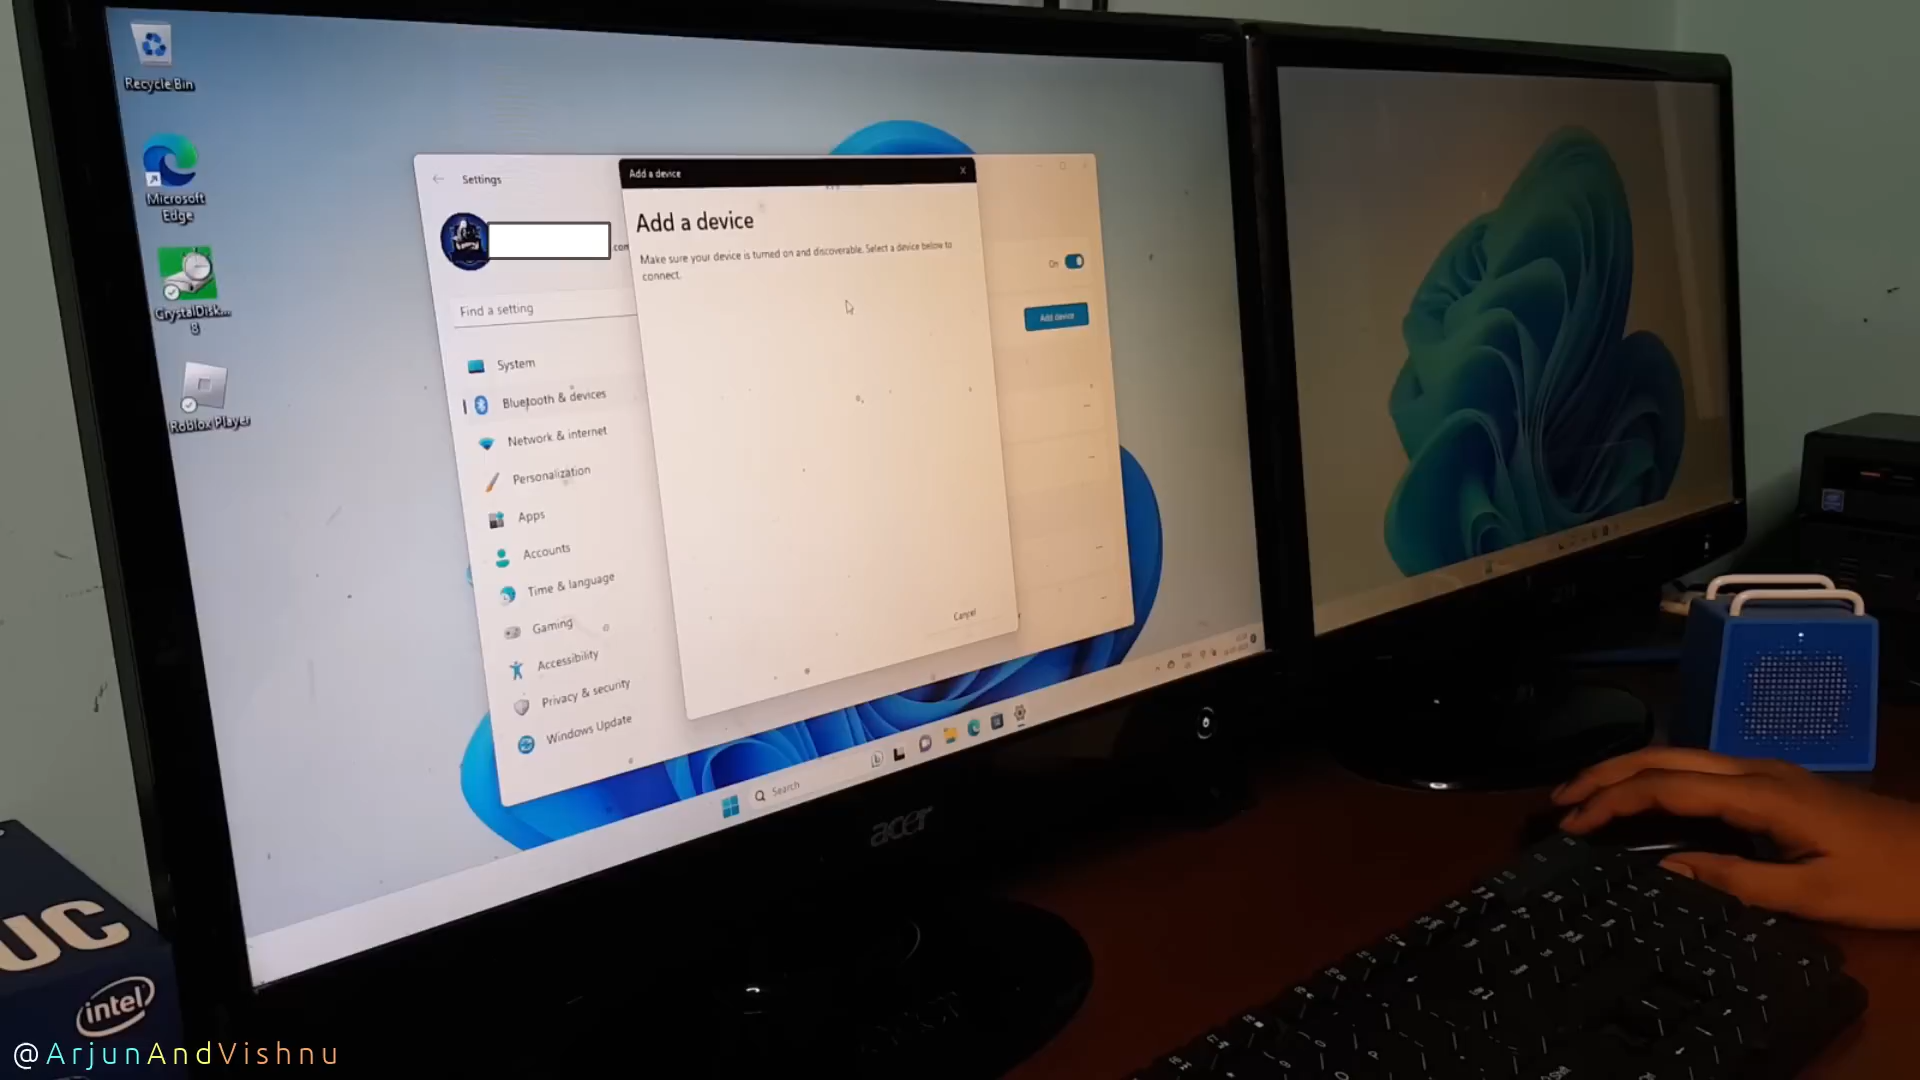 Recycle Bin
Microsoft
Edge
CrystalDisk...
8
Roblox Player
Settings
.com
Find a setting
System
Bluetooth & devices
Network & internet
Personalization
Apps
Accounts
Time & language
Gaming
Accessibility
Privacy & security
Windows Update
Add a device
Add a device
Make sure your device is turned on and discoverable. Select a device below to
connect.
Cancel
On
Add device
Search
acer
UC
intel
@ArjunAndVishnu